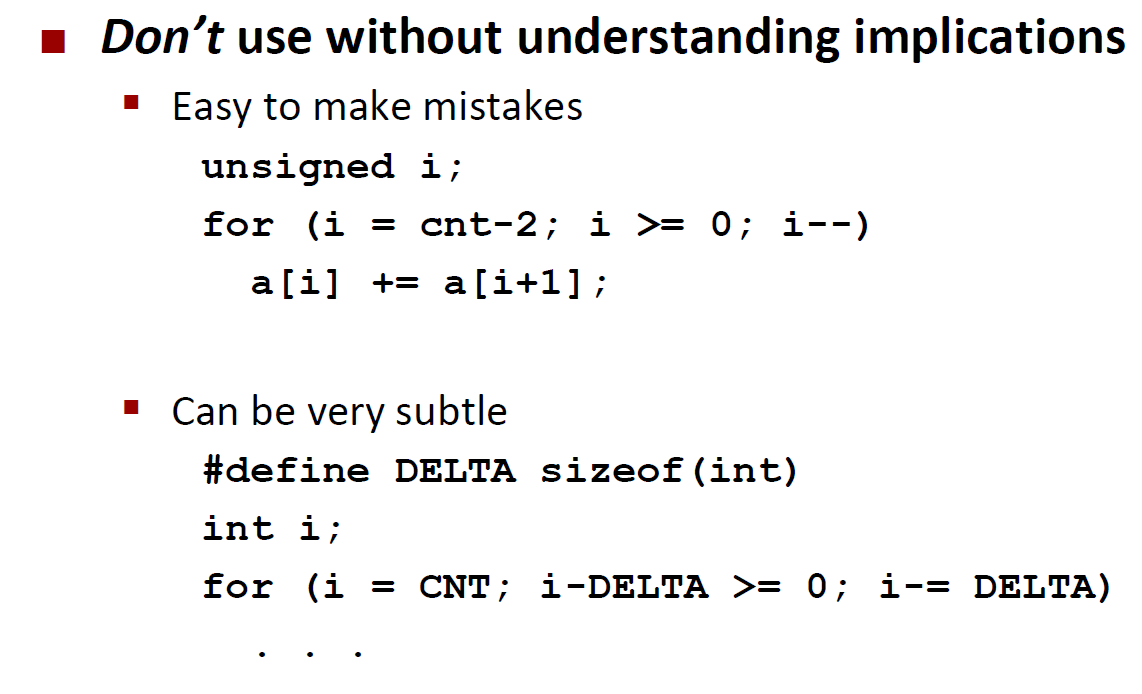 Don't use without understanding implications
Easy to make mistakes
unsigned i;
for (i = cnt-2; i >= 0; i--)
a[i] += a[i+1];
Can be very subtle
#define DELTA sizeof(int)
int i;
for (i = CNT; i-DELTA >= 0; i-= DELTA)
. . .